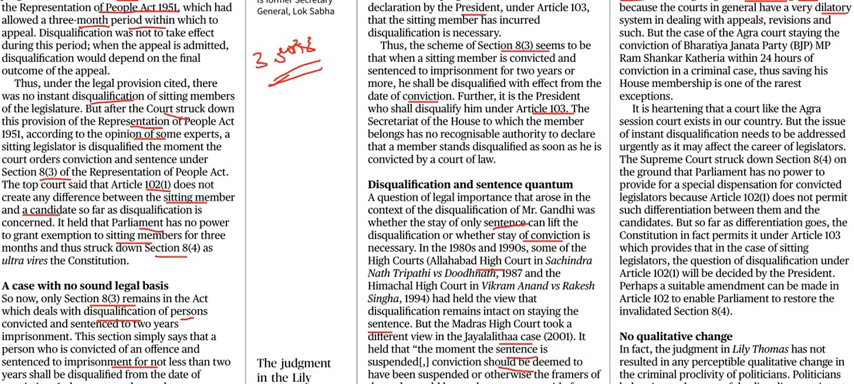 the Representation of People Act 1951, which had
allowed a three-month period within which to
appeal. Disqualification was not to take effect
during this period; when the appeal is admitted,
disqualification would depend on the final
outcome of the appeal.
Thus, under the legal provision cited, there
was no instant disqualification of sitting members
of the legislature. But after the Court struck down
this provision of the Representation of People Act
1951, according to the opinion of some experts, a
sitting legislator is disqualified the moment the
court orders conviction and sentence under
Section 8(3) of the Representation of People Act.
The top court said that Article 102(1) does not
create any difference between the sitting member
and a candidate so far as disqualification is
concerned. It held that Parliament has no power
to grant exemption to sitting members for three
months and thus struck down Section 8(4) as
ultra vires the Constitution.
A case with no sound legal basis
So now, only Section 8(3) remains in the Act
which deals with disqualification of persons
convicted and sentenced to two years
imprisonment. This section simply says that a
person who is convicted of an offence and
sentenced to imprisonment for not less than two
years shall be disqualified from the date of
is former Secretary
General, Lok Sabha
The judgment
in the Lily
declaration by the President, under Article 103,
that the sitting member has incurred
disqualification is necessary.
Thus, the scheme of Section 8(3) seems to be
that when a sitting member is convicted and
sentenced to imprisonment for two years or
more, he shall be disqualified with effect from the
date of conviction. Further, it is the President
who shall disqualify him under Article 103. The
Secretariat of the House to which the member
belongs has no recognisable authority to declare
that a member stands disqualified as soon as he is
convicted by a court of law.
Disqualification and sentence quantum
A question of legal importance that arose in the
context of the disqualification of Mr. Gandhi was
whether the stay of only sentence can lift the
disqualification or whether stay of conviction is
necessary. In the 1980s and 1990s, some of the
High Courts (Allahabad High Court in Sachindra
Nath Tripathi vs Doodhnath, 1987 and the
Himachal High Court in Vikram Anand vs Rakesh
Singha, 1994) had held the view that
disqualification remains intact on staying the
sentence. But the Madras High Court took a
different view in the Jayalalithaa case (2001). It
held that “the moment the sentence is
suspended[,] conviction should be deemed to
have been suspended or otherwise the framers of
because the courts in general have a very dilatory
system in dealing with appeals, revisions and
such. But the case of the Agra court staying the
conviction of Bharatiya Janata Party (BJP) MP
Ram Shankar Katheria within 24 hours of
conviction in a criminal case, thus saving his
House membership is one of the rarest
exceptions.
It is heartening that a court like the Agra
session court exists in our country. But the issue
of instant disqualification needs to be addressed
urgently as it may affect the career of legislators.
The Supreme Court struck down Section 8(4) on
the ground that Parliament has no power to
provide for a special dispensation for convicted
legislators because Article 102(1) does not permit
such differentiation between them and the
candidates. But so far as differentiation goes, the
Constitution in fact permits it under Article 103
which provides that in the case of sitting
legislators, the question of disqualification under
Article 102(1) will be decided by the President.
Perhaps a suitable amendment can be made in
Article 102 to enable Parliament to restore the
invalidated Section 8(4).
No qualitative change
In fact, the judgment in Lily Thomas has not
resulted in any perceptible qualitative change in
the criminal proclivity of politicians. Politicians